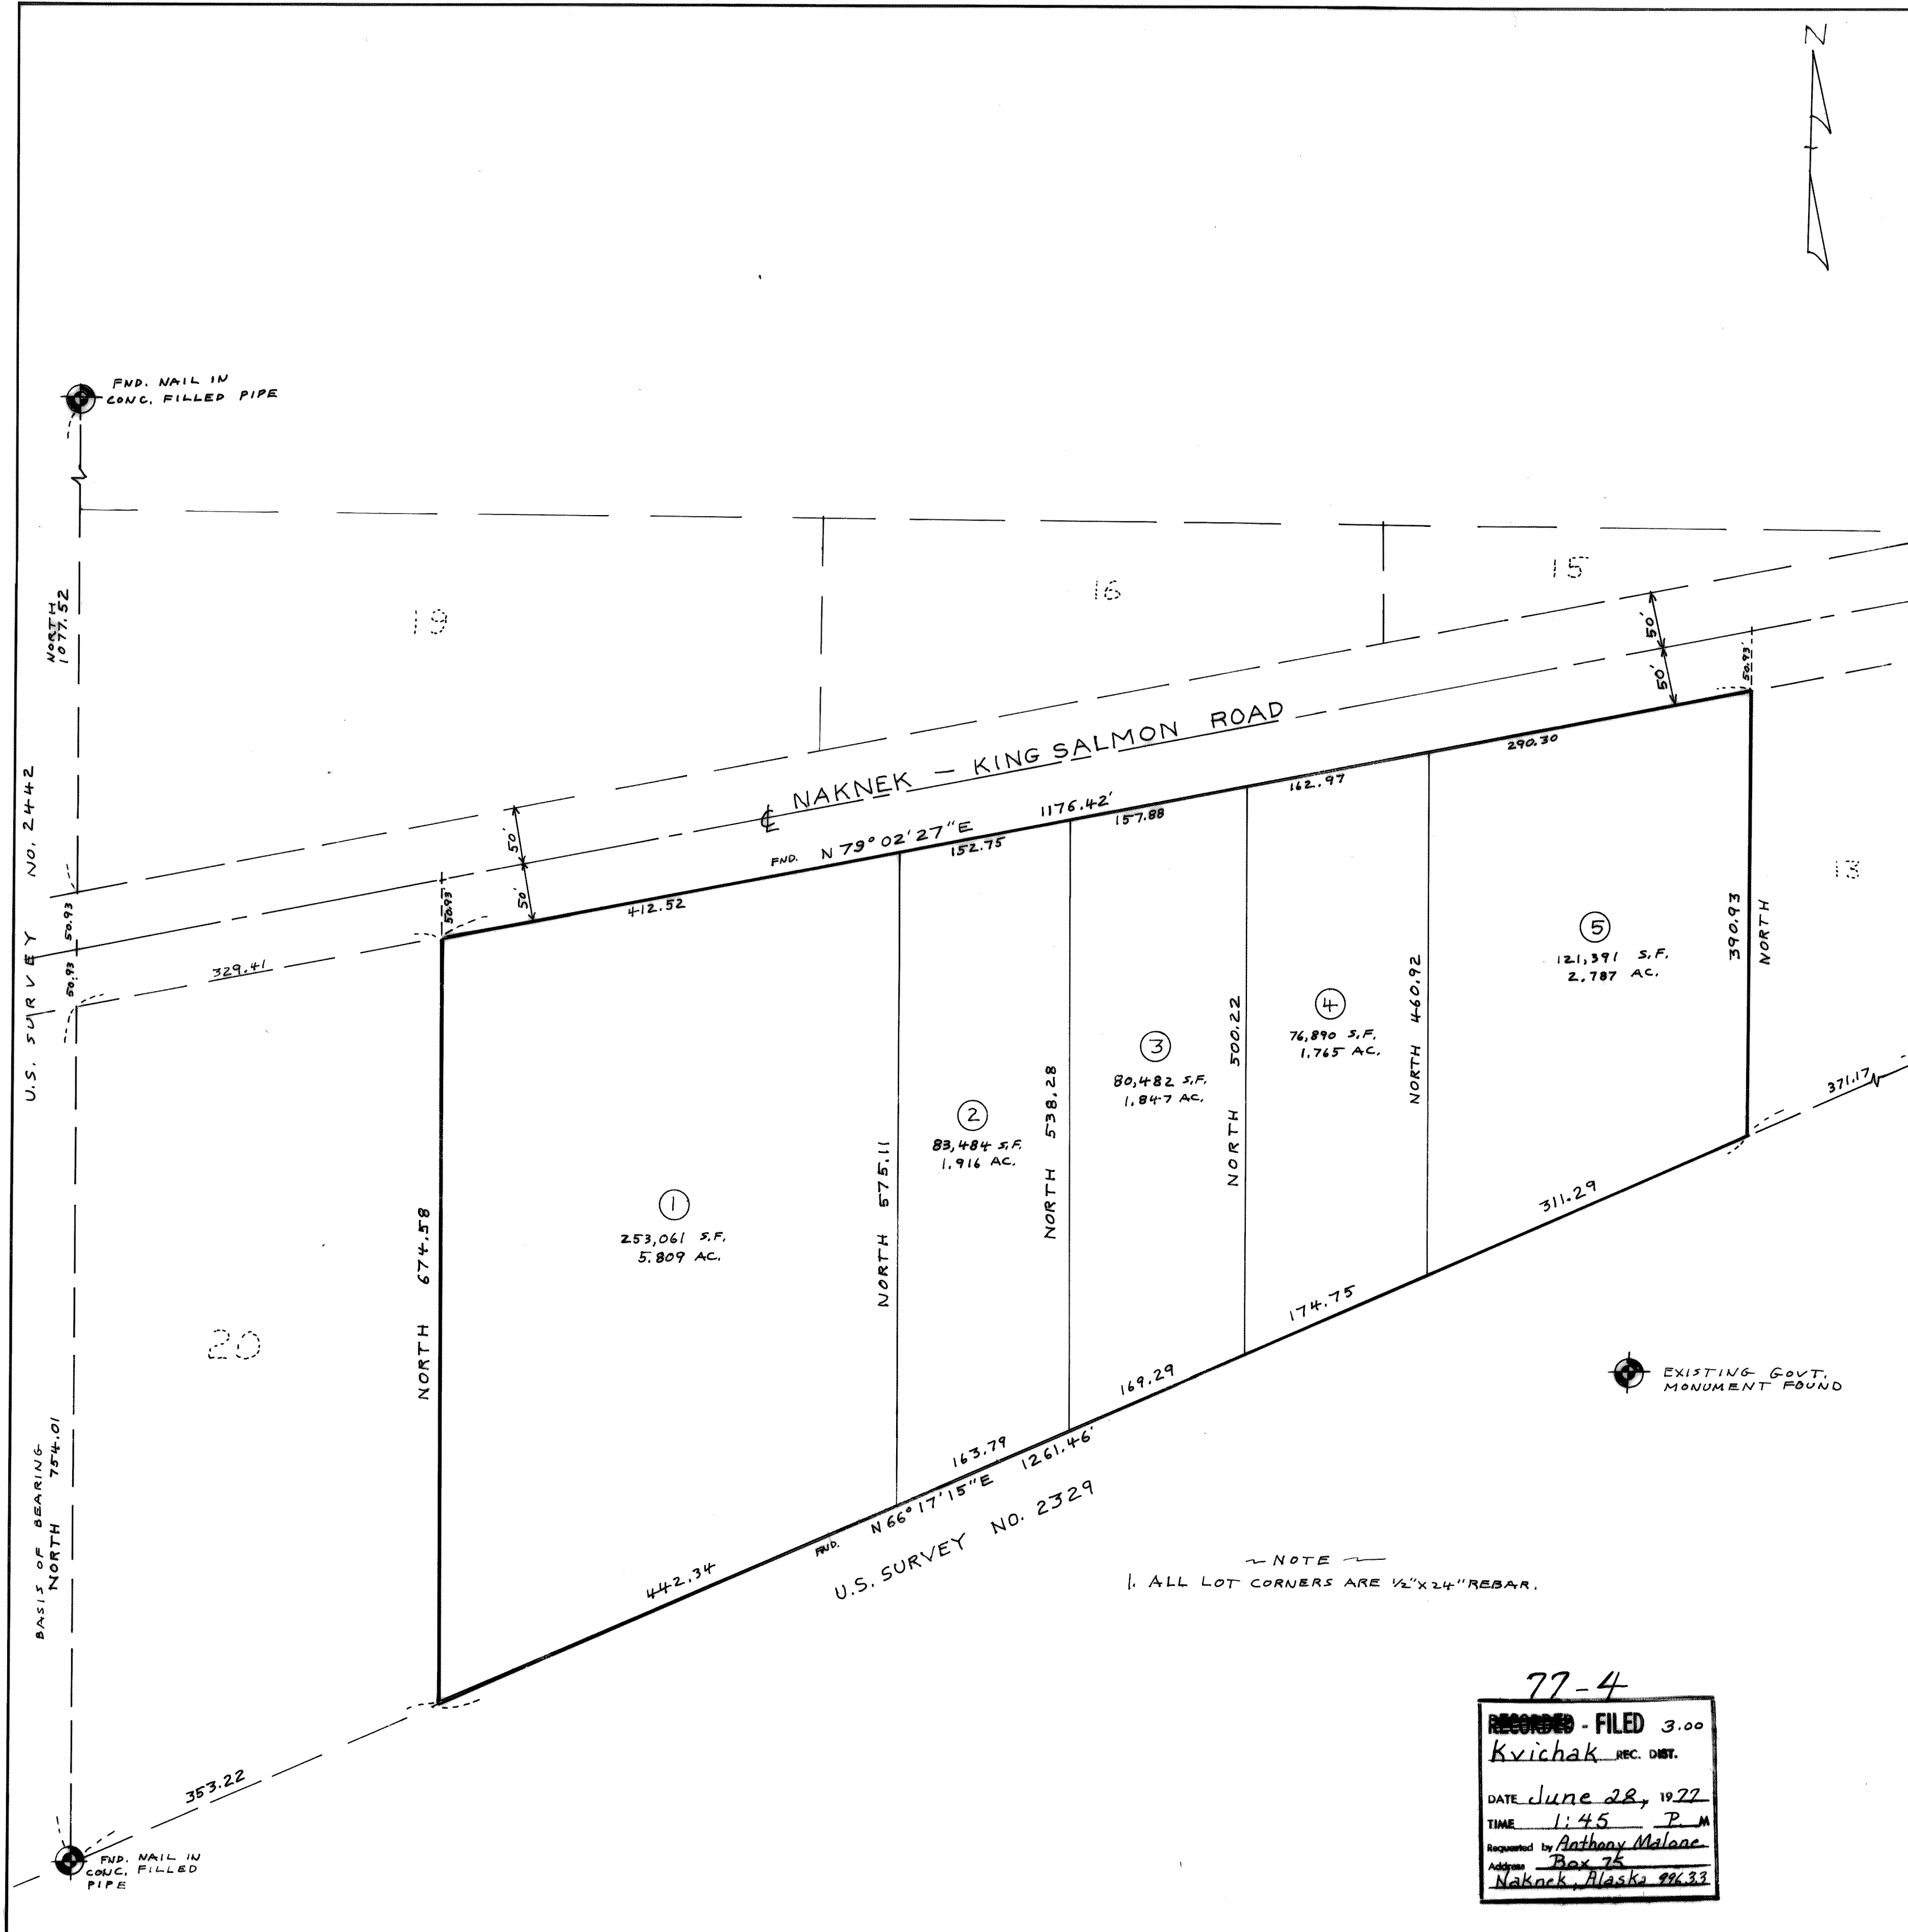 N
FND. NAIL IN
CONC. FILLED PIPE
NORTH
1077.52
19
16
15
50'
50'
50.93'
U.S. SURVEY NO. 2442
50.93
50.93
329.41
50.93
50'
50'
℄ NAKNEK — KING SALMON ROAD
FND. N 79° 02' 27" E 1176.42'
412.52
152.75
157.88
162.97
290.30
13
NORTH 674.58
1
253,061 S.F.
5.809 AC.
NORTH 575.11
2
83,484 S.F.
1.916 AC.
NORTH 538.28
3
80,482 S.F.
1.847 AC.
NORTH 500.22
4
76,890 S.F.
1.765 AC.
NORTH 460.92
5
121,391 S.F.
2.787 AC.
390.93
NORTH
371.17
20
BASIS OF BEARING
NORTH 754.01
442.34
163.79
169.29
174.75
311.29
FND. N 66° 17' 15" E 1261.46'
U.S. SURVEY NO. 2329
EXISTING GOVT.
MONUMENT FOUND
~ NOTE ~
1. ALL LOT CORNERS ARE ½" X 24" REBAR.
353.22
FND. NAIL IN
CONC. FILLED
PIPE
77-4
RECORDED - FILED 3.00
Kvichak REC. DIST.
DATE June 28, 1977
TIME 1:45 P. M
Requested by Anthony Malone
Address Box 75
Naknek, Alaska 99633